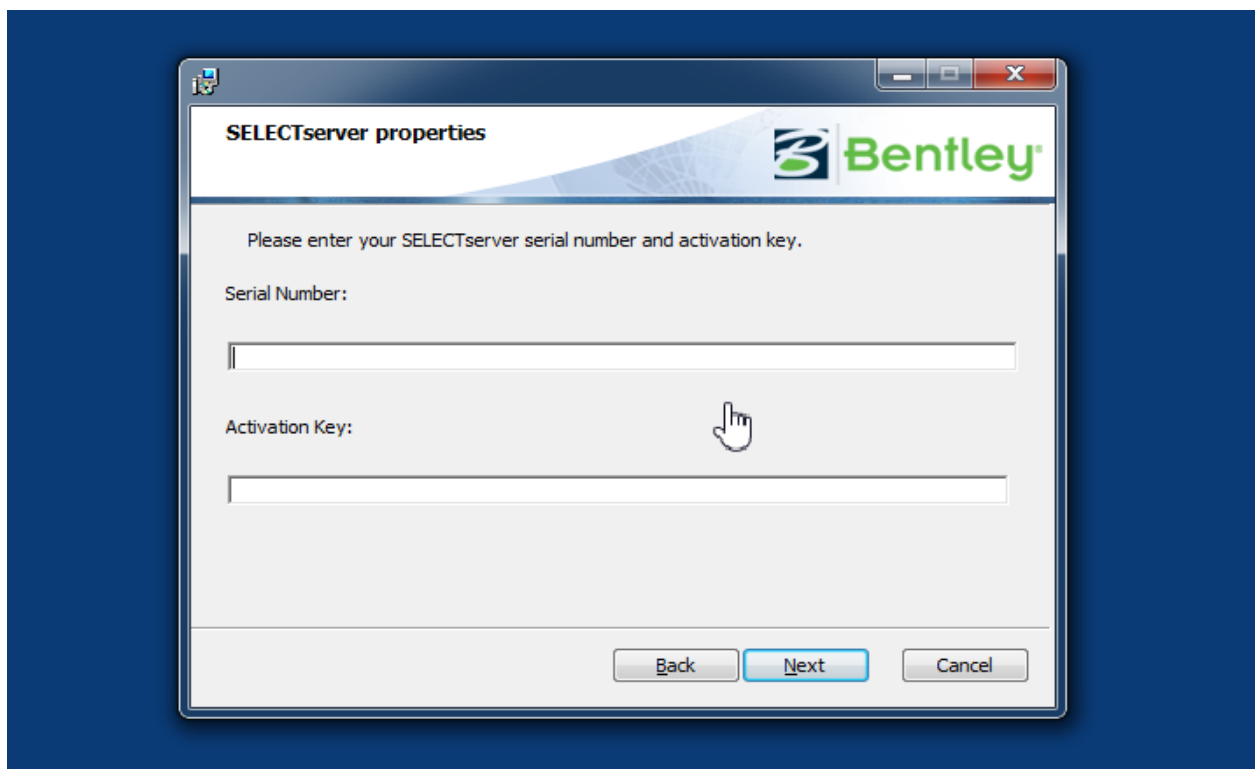 SELECTserver properties
Bentley®
Please enter your SELECTserver serial number and activation key.
Serial Number:
Activation Key:
Back
Next
Cancel